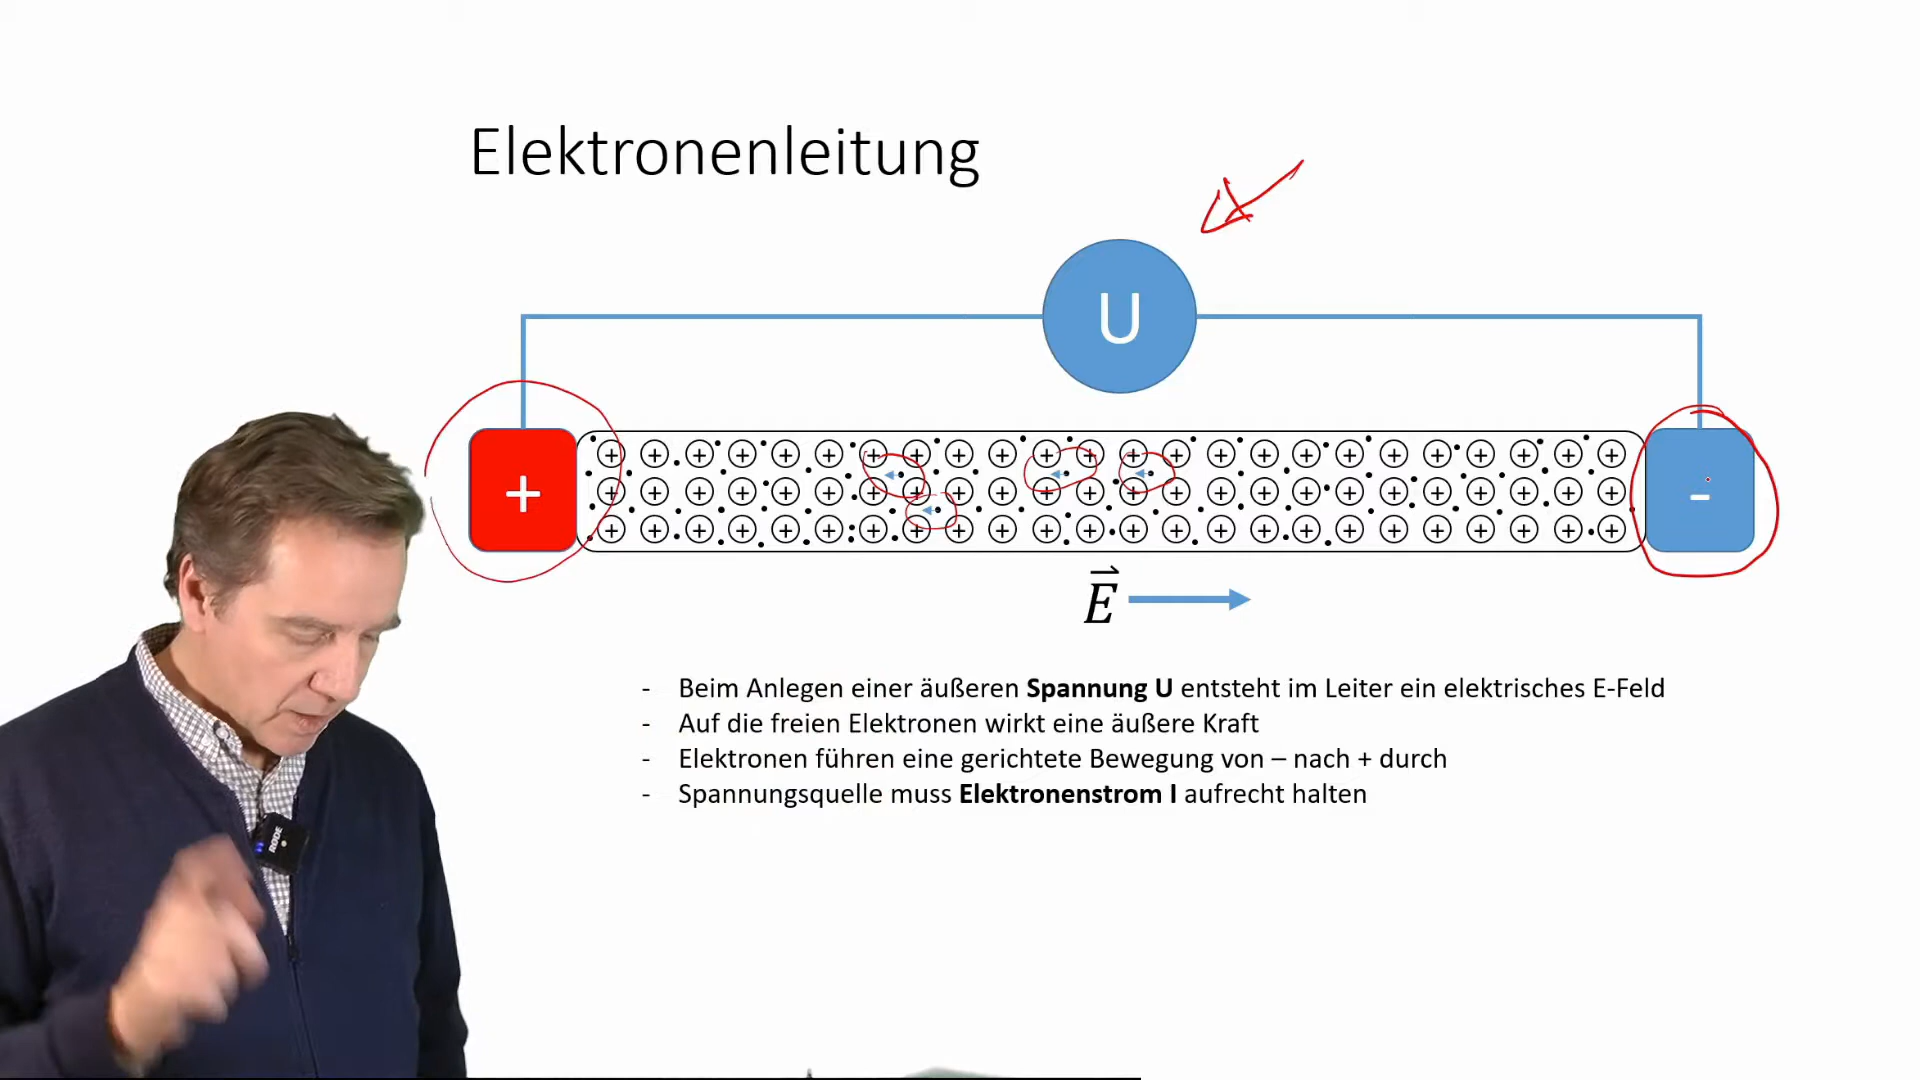 Elektronenleitung
U
+
-
E
- Beim Anlegen einer äußeren Spannung U entsteht im Leiter ein elektrisches E-Feld
- Auf die freien Elektronen wirkt eine äußere Kraft
- Elektronen führen eine gerichtete Bewegung von – nach + durch
- Spannungsquelle muss Elektronenstrom I aufrecht halten
RØDE